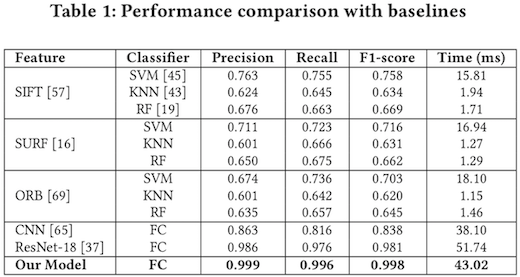 Table 1: Performance comparison with baselines
Feature Classifier Precision Recall F1-score Time (ms)
SIFT [57] SVM [45] 0.763 0.755 0.758 15.81
KNN [43] 0.624 0.645 0.634 1.94
RF [19] 0.676 0.663 0.669 1.71
SURF [16] SVM 0.711 0.723 0.716 16.94
KNN 0.601 0.666 0.631 1.27
RF 0.650 0.675 0.662 1.29
ORB [69] SVM 0.674 0.736 0.703 18.10
KNN 0.601 0.642 0.620 1.15
RF 0.635 0.657 0.645 1.46
CNN [65] FC 0.863 0.816 0.838 38.10
ResNet-18 [37] FC 0.986 0.976 0.981 51.74
Our Model FC 0.999 0.996 0.998 43.02